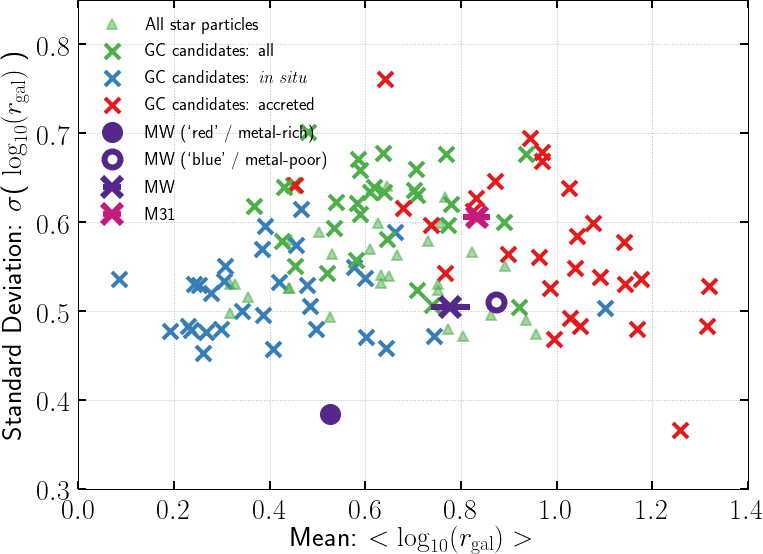 All star particles
GC candidates: all
GC candidates: in situ
GC candidates: accreted
MW (‘red’ / metal-rich)
MW (‘blue’ / metal-poor)
MW
M31
Standard Deviation: σ( log₁₀(r_gal) )
0.8
0.7
0.6
0.5
0.4
0.3
0.0 0.2 0.4 0.6 0.8 1.0 1.2 1.4
Mean: < log₁₀(r_gal) >